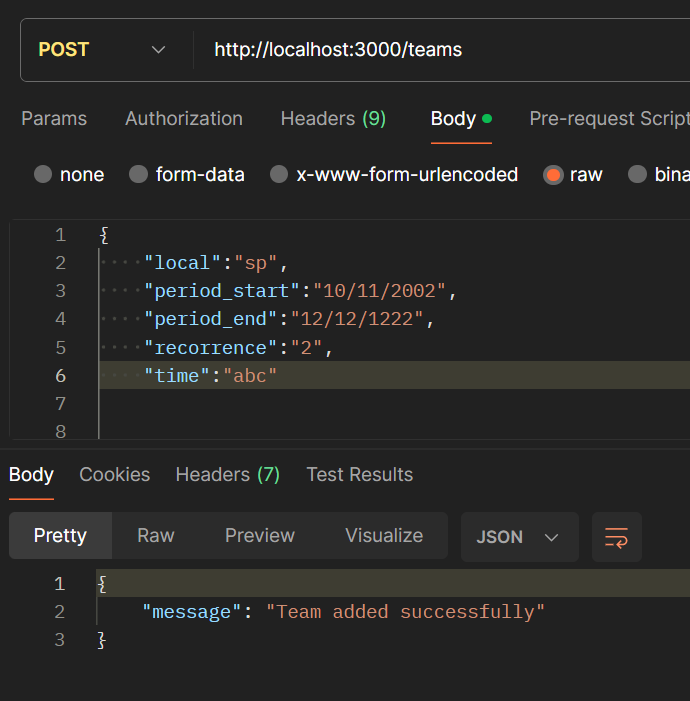 POST http://localhost:3000/teams
Params Authorization Headers (9) Body Pre-request Script
none form-data x-www-form-urlencoded raw bina
1 {
2 "local":"sp",
3 "period_start":"10/11/2002",
4 "period_end":"12/12/1222",
5 "recorrence":"2",
6 "time":"abc"
7
8
Body Cookies Headers (7) Test Results
Pretty Raw Preview Visualize JSON
1 {
2 "message": "Team added successfully"
3 }